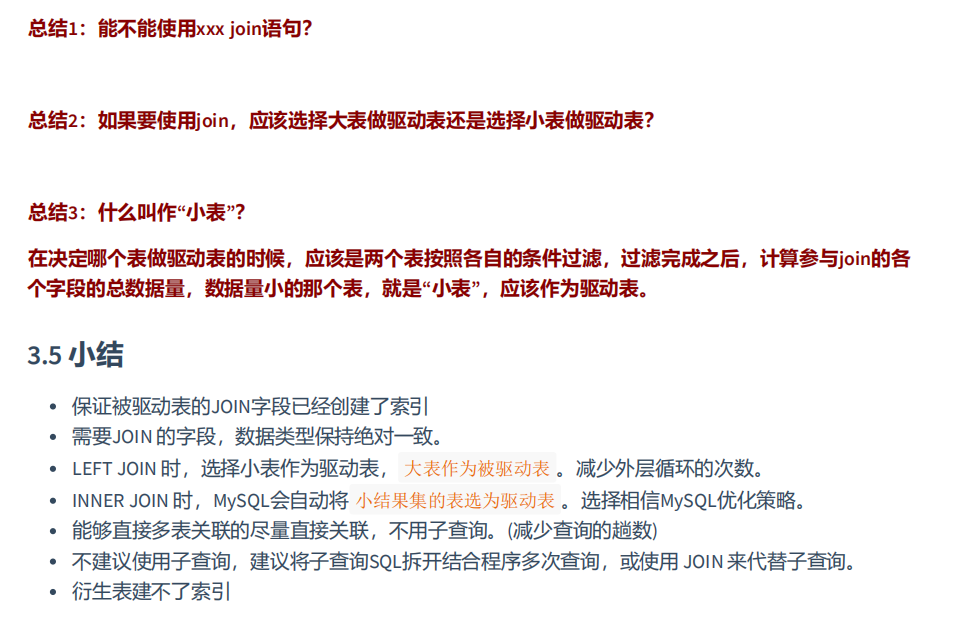 总结1：能不能使用xxx join语句？
总结2：如果要使用join，应该选择大表做驱动表还是选择小表做驱动表？
总结3：什么叫作“小表”？
在决定哪个表做驱动表的时候，应该是两个表按照各自的条件过滤，过滤完成之后，计算参与join的各
个字段的总数据量，数据量小的那个表，就是“小表”，应该作为驱动表。
3.5 小结
• 保证被驱动表的JOIN字段已经创建了索引
• 需要JOIN 的字段，数据类型保持绝对一致。
• LEFT JOIN 时，选择小表作为驱动表， 大表作为被驱动表 。减少外层循环的次数。
• INNER JOIN 时，MySQL会自动将 小结果集的表选为驱动表 。选择相信MySQL优化策略。
• 能够直接多表关联的尽量直接关联，不用子查询。(减少查询的趟数)
• 不建议使用子查询，建议将子查询SQL拆开结合程序多次查询，或使用 JOIN 来代替子查询。
• 衍生表建不了索引